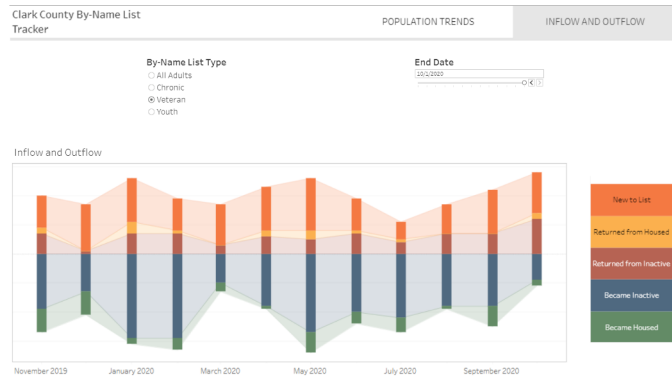 Clark County By-Name List
Tracker
POPULATION TRENDS
INFLOW AND OUTFLOW
By-Name List Type
All Adults
Chronic
Veteran
Youth
End Date
10/1/2020
Inflow and Outflow
New to List
Returned from Housed
Returned from Inactive
Became Inactive
Became Housed
November 2019
January 2020
March 2020
May 2020
July 2020
September 2020